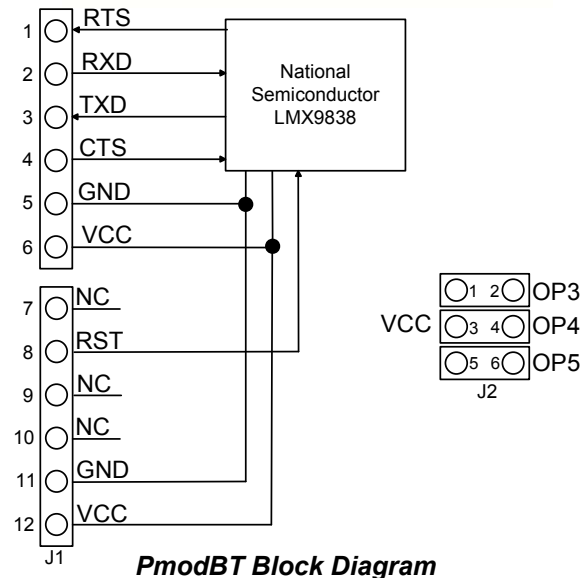 1 RTS
2 RXD
3 TXD
4 CTS
5 GND
6 VCC
National
Semiconductor
LMX9838
7 NC
8 RST
9 NC
10 NC
11 GND
12 VCC
J1
1 2 OP3
VCC 3 4 OP4
5 6 OP5
J2
PmodBT Block Diagram